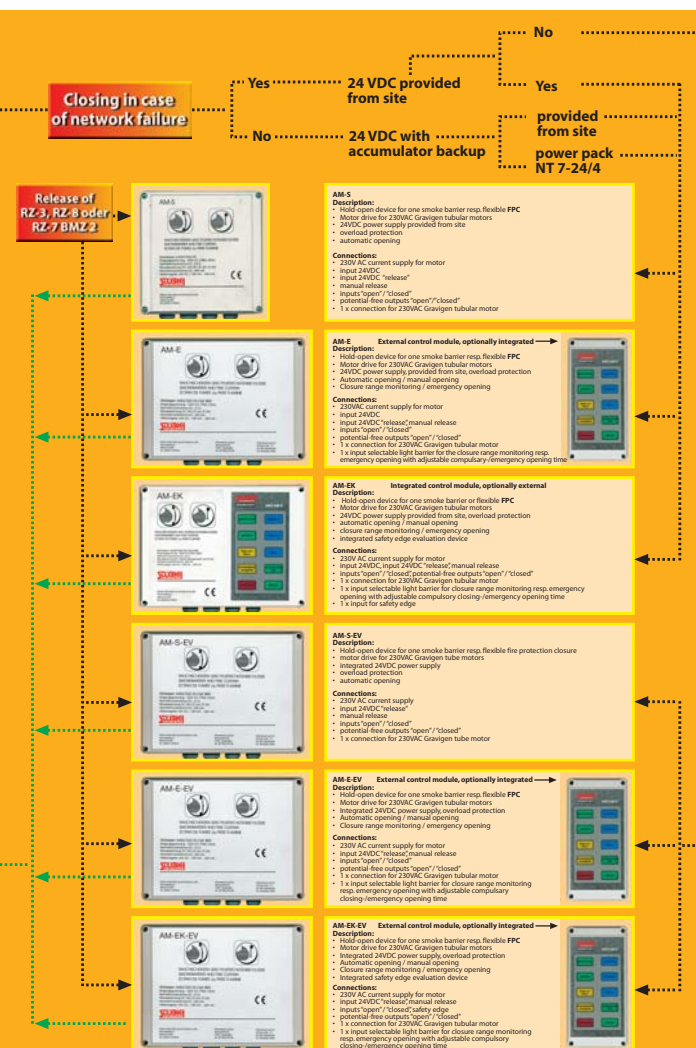 No
Yes
24 VDC provided
from site
Closing in case
of network failure
Yes
No
24 VDC with
accumulator backup
provided
from site
power pack
NT 7-24/4
Release of
RZ-3, RZ-8 oder
RZ-7 BMZ 2
AM-S
AM-S
Description:
• Hold-open device for one smoke barrier resp. flexible FPC
• Motor drive for 230VAC Gravigen tubular motors
• 24VDC power supply provided from site
• overload protection
• automatic opening
Connections:
• 230V AC current supply for motor
• input 24VDC
• input 24VDC "release"
• manual release
• inputs "open" / "closed"
• potential-free outputs "open"/"closed"
• 1 x connection for 230VAC Gravigen tubular motor
AM-E
AM-E External control module, optionally integrated
Description:
• Hold-open device for one smoke barrier resp. flexible FPC
• Motor drive for 230VAC Gravigen tubular motors
• 24VDC power supply, provided from site, overload protection
• Automatic opening / manual opening
• Closure range monitoring / emergency opening
Connections:
• 230VAC current supply for motor
• input 24VDC
• input 24VDC "release", manual release
• inputs "open" / "closed"
• potential-free outputs "open" / "closed"
• 1 x connection for 230VAC Gravigen tubular motor
• 1 x input selectable light barrier for the closure range monitoring resp.
emergency opening with adjustable compulsary-/emergency opening time
AM-EK
AM-EK Integrated control module, optionally external
Description:
• Hold-open device for one smoke barrier or flexible FPC
• Motor drive for 230VAC Gravigen tubular motors
• 24VDC power supply provided from site, overload protection
• automatic opening / manual opening
• closure range monitoring / emergency opening
• integrated safety edge evaluation device
Connections:
• 230V AC current supply for motor
• input 24VDC, input 24VDC "release", manual release
• inputs "open" / "closed", potential-free outputs "open" / "closed"
• 1 x connection for 230VAC Gravigen tubular motor
• 1 x input selectable light barrier for closure range monitoring resp. emergency
opening with adjustable compulsory closing-/emergency opening time
• 1 x input for safety edge
AM-S-EV
AM-S-EV
Description:
• Hold-open device for one smoke barrier resp. flexible fire protection closure
• motor drive for 230VAC Gravigen tube motors
• integrated 24VDC power supply
• overload protection
• automatic opening
Connections:
• 230V AC current supply
• input 24VDC "release"
• manual release
• inputs "open" / "closed"
• potential-free outputs "open" / "closed"
• 1 x connection for 230VAC Gravigen tube motor
AM-E-EV
AM-E-EV External control module, optionally integrated
Description:
• Hold-open device for one smoke barrier resp. flexible FPC
• Motor drive for 230VAC Gravigen tubular motors
• Integrated 24VDC power supply, overload protection
• Automatic opening / manual opening
• Closure range monitoring / emergency opening
Connections:
• 230V AC current supply for motor
• input 24VDC "release", manual release
• inputs "open" / "closed"
• potential-free outputs "open" / "closed"
• 1 x connection for 230VAC Gravigen tubular motor
• 1 x input selectable light barrier for closure range monitoring
resp. emergency opening with adjustable compulsary
closing-/emergency opening time
AM-EK-EV
AM-EK-EV External control module, optionally integrated
Description:
• Hold-open device for one smoke barrier resp. flexible FPC
• Motor drive for 230VAC Gravigen tubular motors
• Integrated 24VDC power supply, overload protection
• Automatic opening / manual opening
• Closure range monitoring / emergency opening
• Integrated safety edge evaluation device
Connections:
• 230V AC current supply for motor
• input 24VDC "release", manual release
• inputs "open" / "closed", safety edge
• potential-free outputs "open" / "closed"
• 1 x connection for 230VAC Gravigen tubular motor
• 1 x input selectable light barrier for closure range monitoring
resp. emergency opening with adjustable compulsory
closing-/emergency opening time